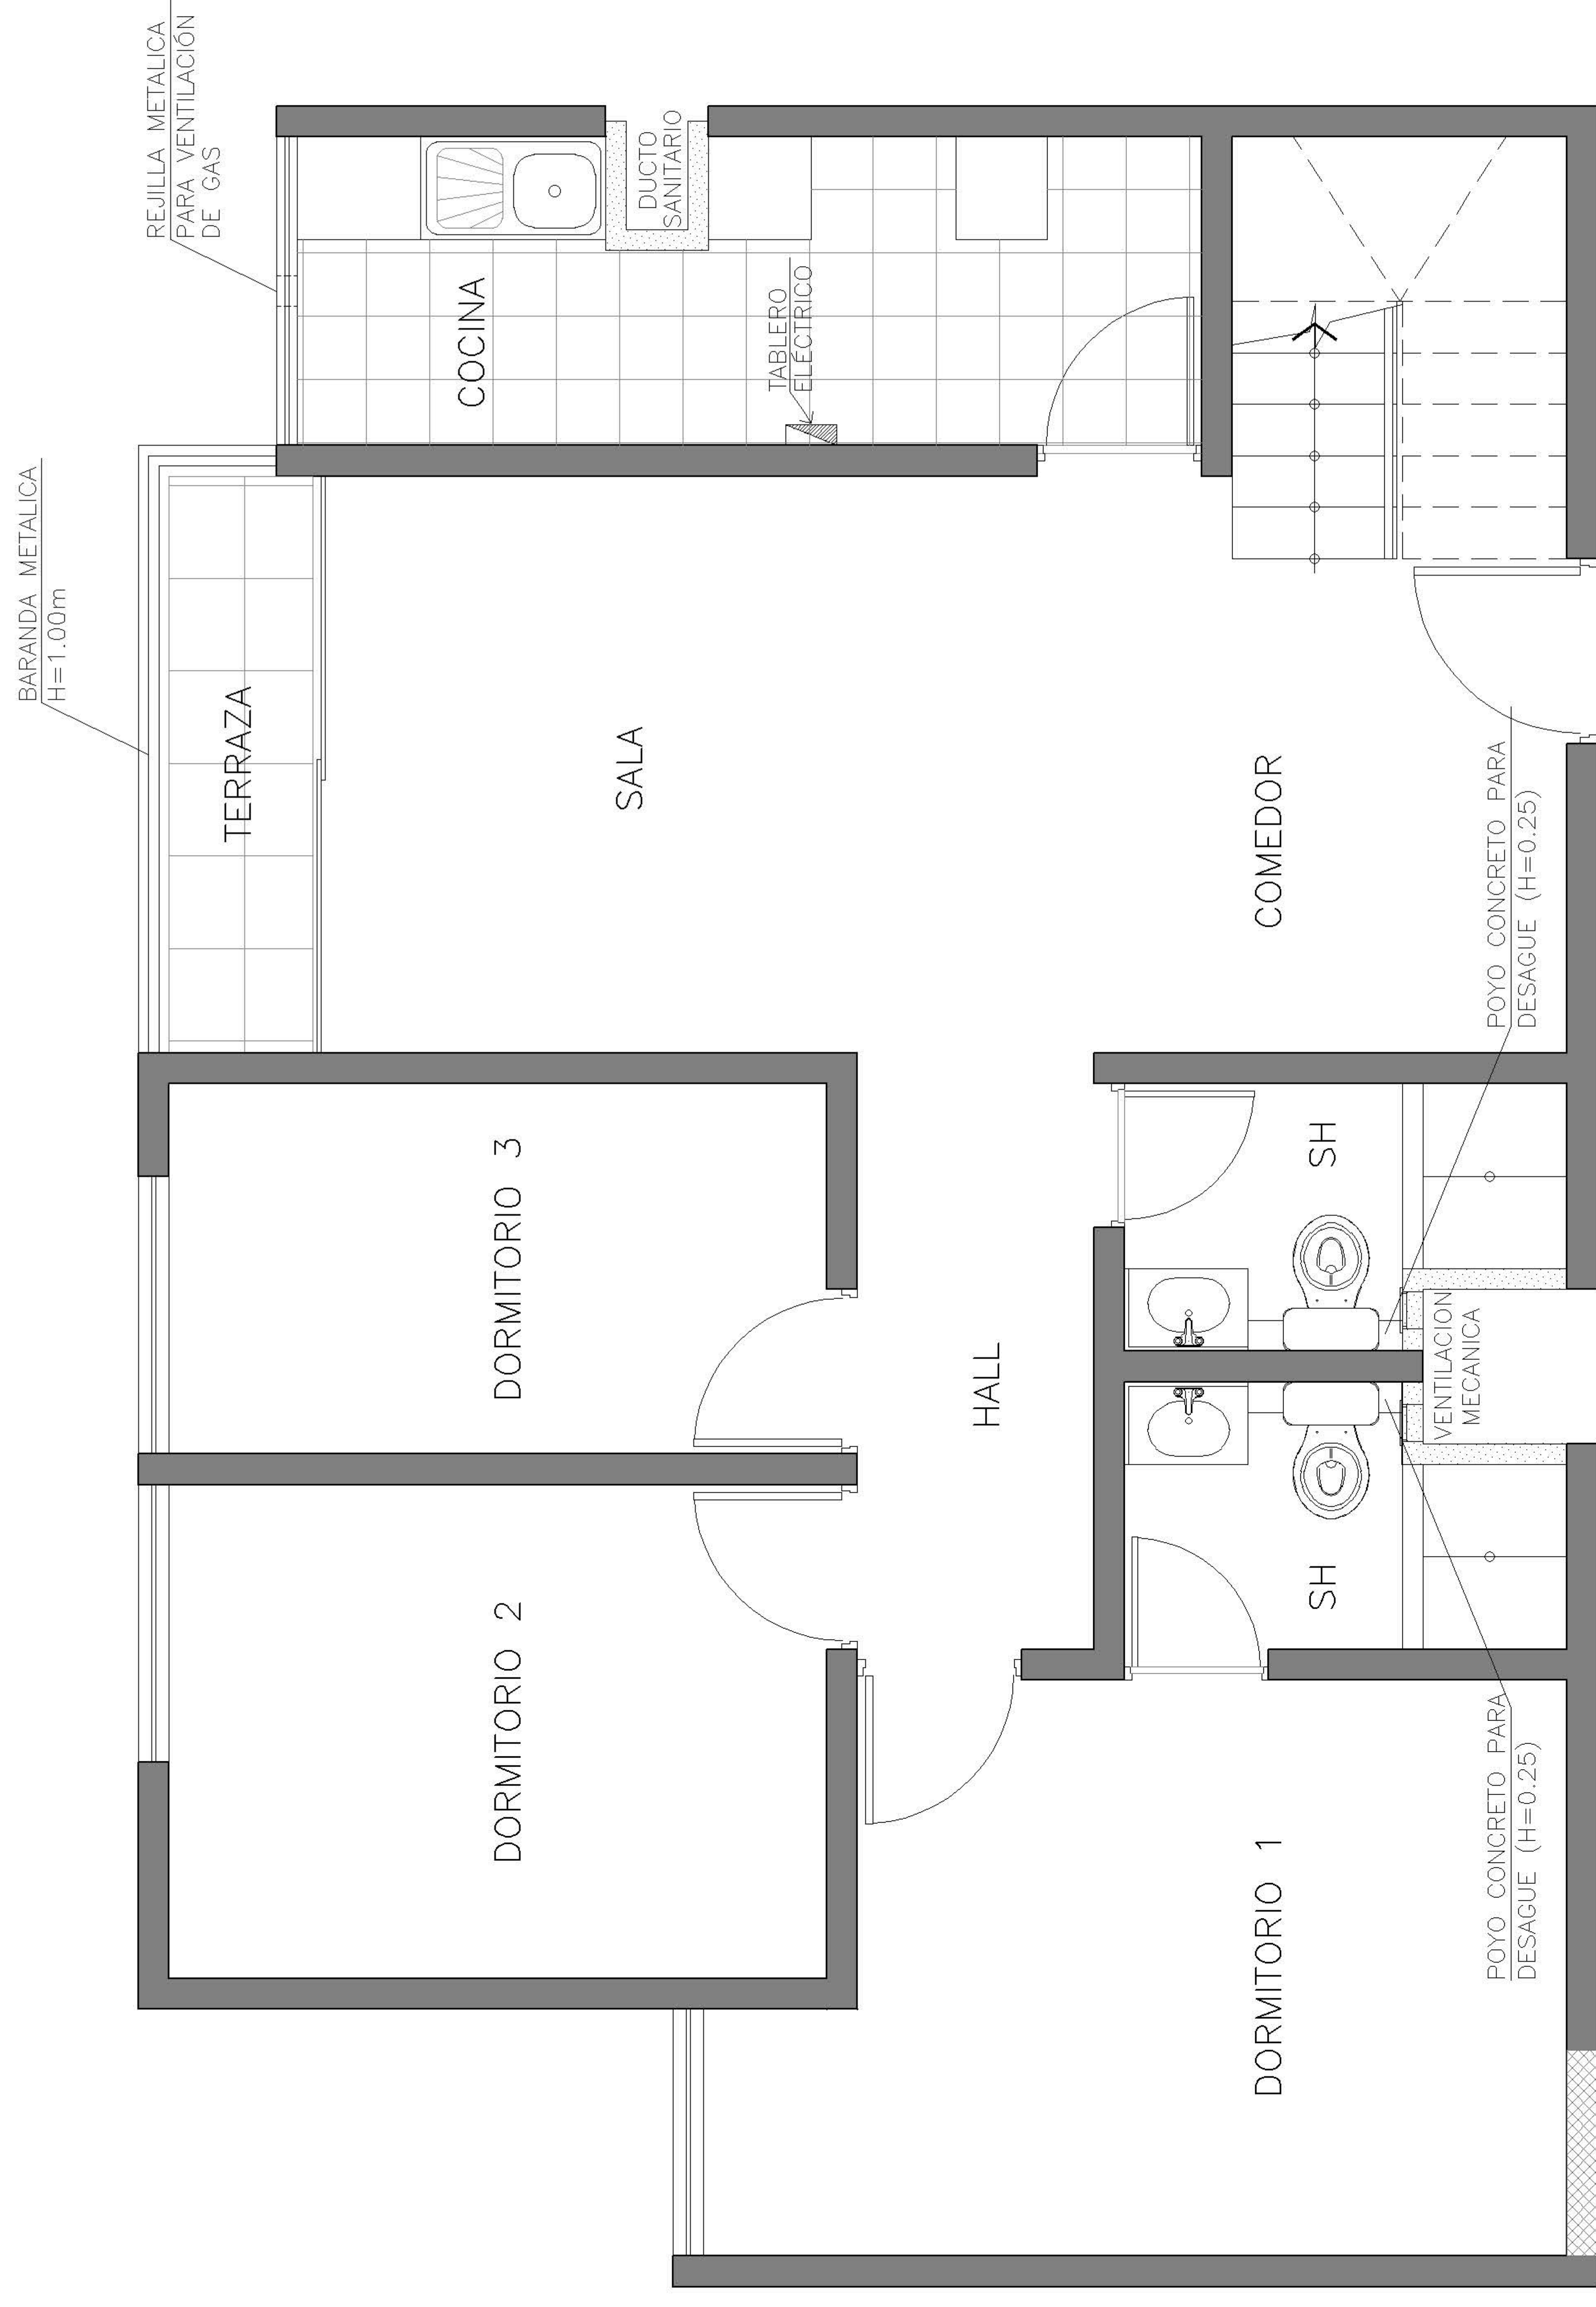 BARANDA METALICA
H=1.00m
REJILLA METALICA
PARA VENTILACIÓN
DE GAS
TERRAZA
COCINA
DUCTO
SANITARIO
TABLERO
ELÉCTRICO
SALA
COMEDOR
DORMITORIO 3
DORMITORIO 2
HALL
DORMITORIO 1
SH
SH
VENTILACION
MECANICA
POYO CONCRETO PARA
DESAGUE (H=0.25)
POYO CONCRETO PARA
DESAGUE (H=0.25)